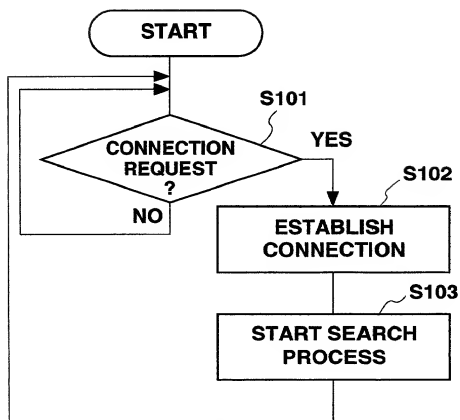 START
S101
CONNECTION
REQUEST
?
YES
NO
S102
ESTABLISH
CONNECTION
S103
START SEARCH
PROCESS